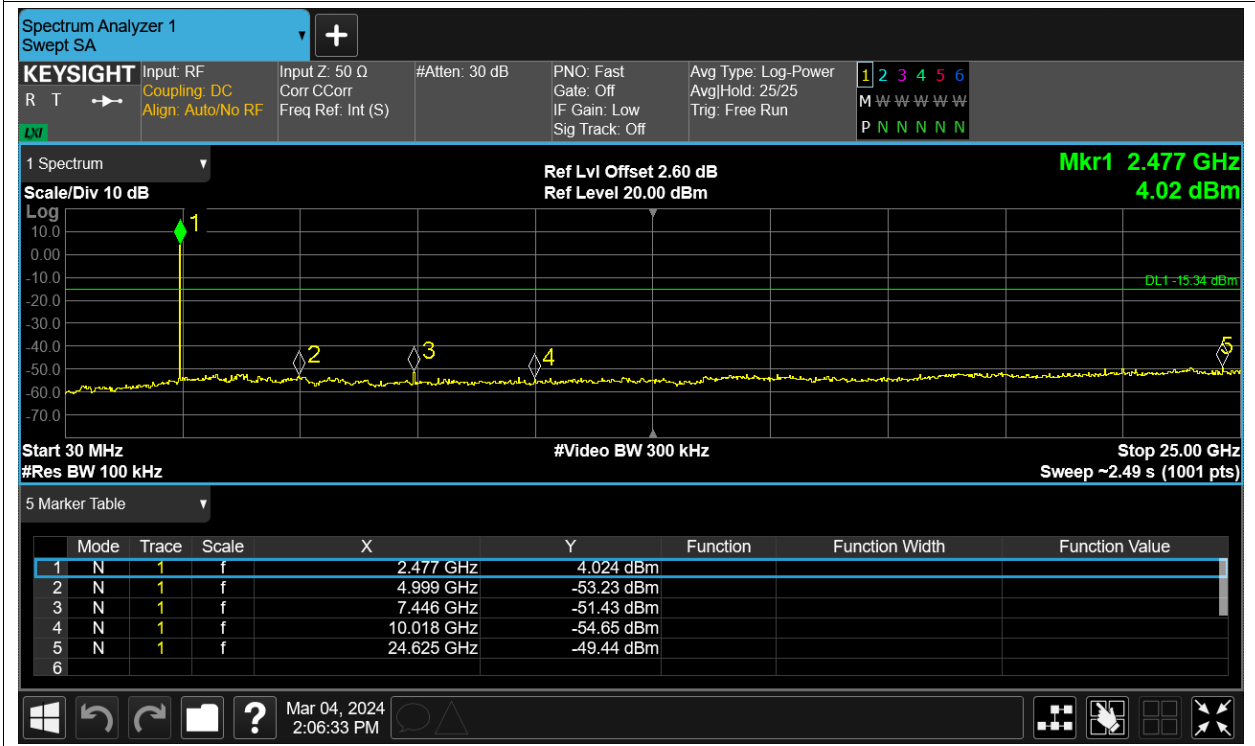 Spectrum Analyzer 1
Swept SA
+
KEYSIGHT
R T
LXI
Input: RF
Coupling: DC
Align: Auto/No RF
Input Z: 50 Ω
Corr CCorr
Freq Ref: Int (S)
#Atten: 30 dB
PNO: Fast
Gate: Off
IF Gain: Low
Sig Track: Off
Avg Type: Log-Power
Avg|Hold: 25/25
Trig: Free Run
1 2 3 4 5 6
M W W W W W
P N N N N N
1 Spectrum
Scale/Div 10 dB
Ref Lvl Offset 2.60 dB
Ref Level 20.00 dBm
Mkr1 2.477 GHz
4.02 dBm
Log
10.0
0.00
-10.0
-20.0
-30.0
-40.0
-50.0
-60.0
-70.0
DL1 -15.34 dBm
1
2
3
4
5
Start 30 MHz
#Video BW 300 kHz
Stop 25.00 GHz
#Res BW 100 kHz
Sweep ~2.49 s (1001 pts)
5 Marker Table
Mode Trace Scale X Y Function Function Width Function Value
1 N 1 f 2.477 GHz 4.024 dBm
2 N 1 f 4.999 GHz -53.23 dBm
3 N 1 f 7.446 GHz -51.43 dBm
4 N 1 f 10.018 GHz -54.65 dBm
5 N 1 f 24.625 GHz -49.44 dBm
6
?
Mar 04, 2024
2:06:33 PM